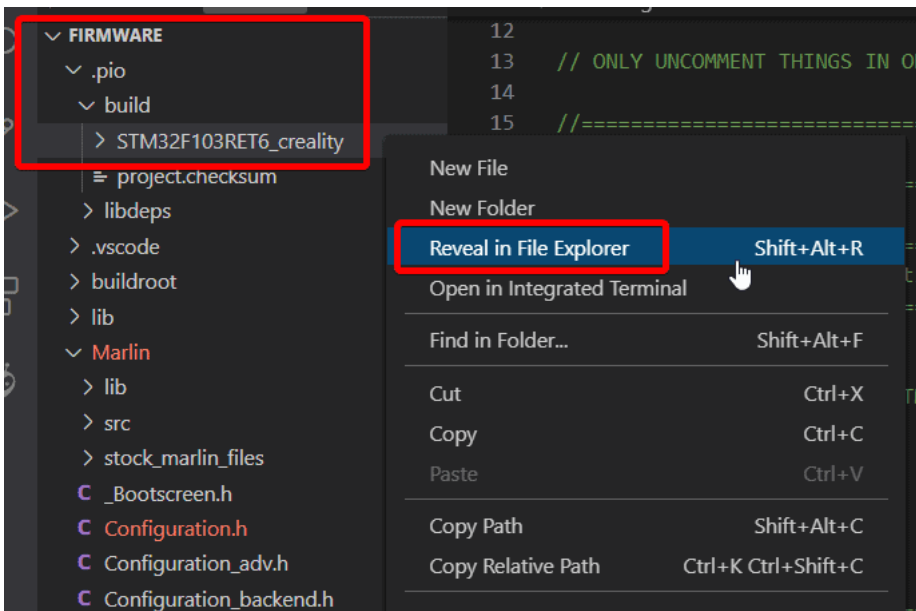 FIRMWARE
.pio
build
STM32F103RET6_creality
project.checksum
libdeps
.vscode
buildroot
lib
Marlin
lib
src
stock_marlin_files
C _Bootscreen.h
C Configuration.h
C Configuration_adv.h
C Configuration_backend.h
12
13 // ONLY UNCOMMENT THINGS IN
14
15 //=============================
New File
New Folder
Reveal in File Explorer Shift+Alt+R
Open in Integrated Terminal
Find in Folder... Shift+Alt+F
Cut Ctrl+X
Copy Ctrl+C
Paste Ctrl+V
Copy Path Shift+Alt+C
Copy Relative Path Ctrl+K Ctrl+Shift+C